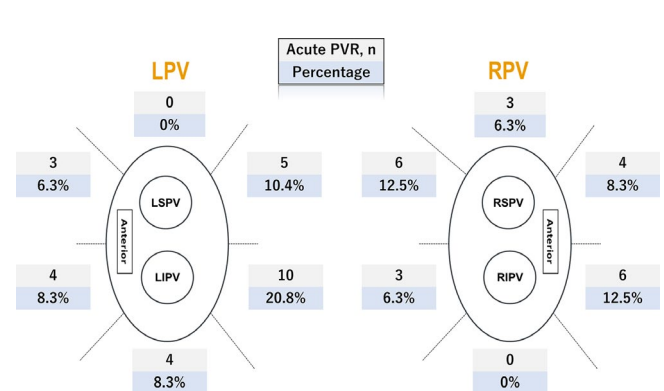 Acute PVR, n
Percentage
LPV
RPV
0
0%
3
6.3%
3
6.3%
5
10.4%
6
12.5%
4
8.3%
LSPV
RSPV
Anterior
Anterior
LIPV
RIPV
4
8.3%
10
20.8%
3
6.3%
6
12.5%
4
8.3%
0
0%